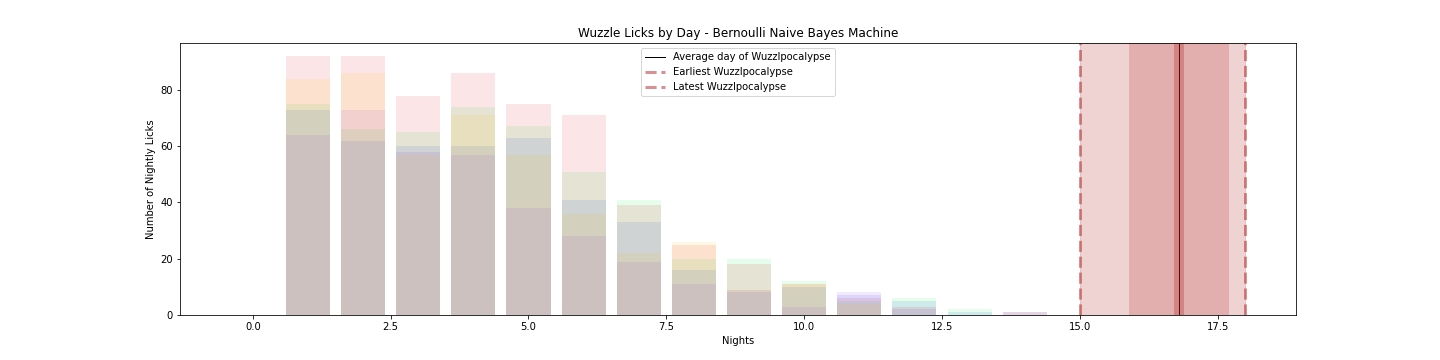 Wuzzle Licks by Day - Bernoulli Naive Bayes Machine
Average day of Wuzzlpocalypse
Earliest Wuzzlpocalypse
Latest Wuzzlpocalypse
Number of Nightly Licks
80
60
40
20
0
0.0 2.5 5.0 7.5 10.0 12.5 15.0 17.5
Nights